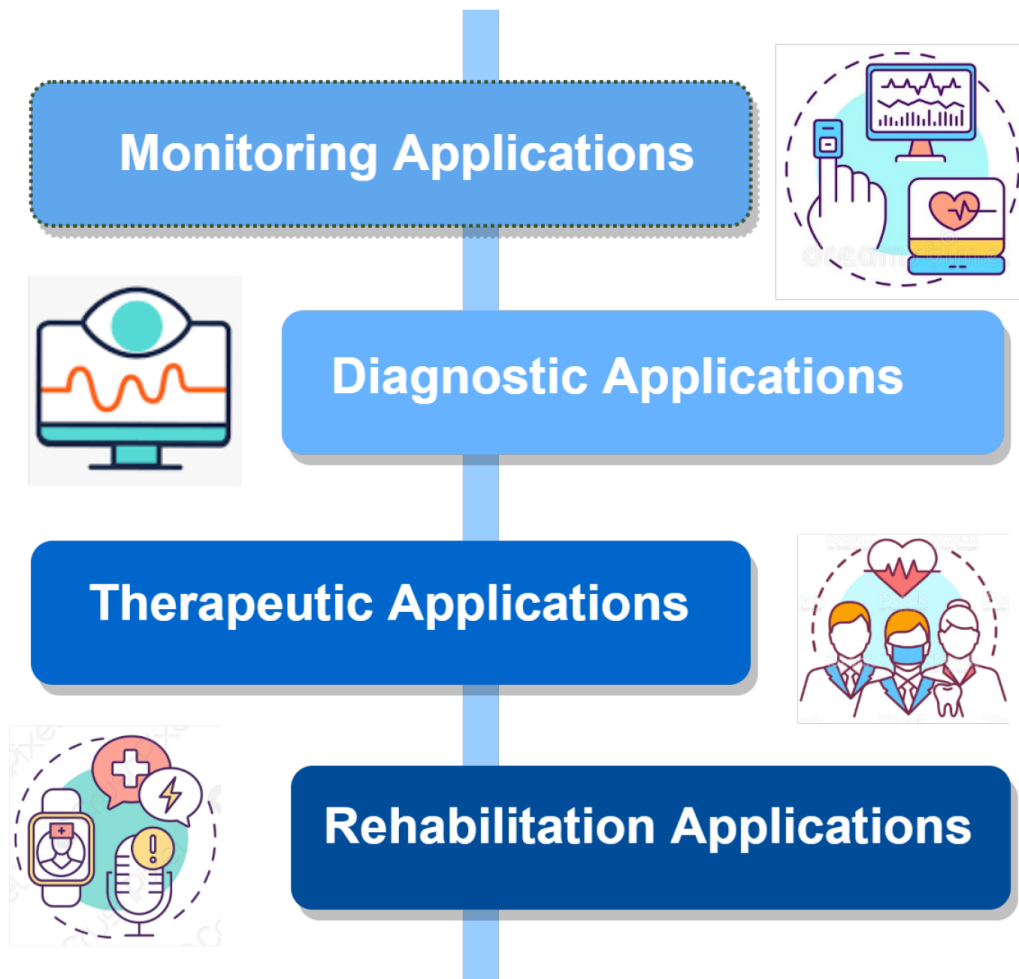 Monitoring Applications
Diagnostic Applications
Therapeutic Applications
Rehabilitation Applications